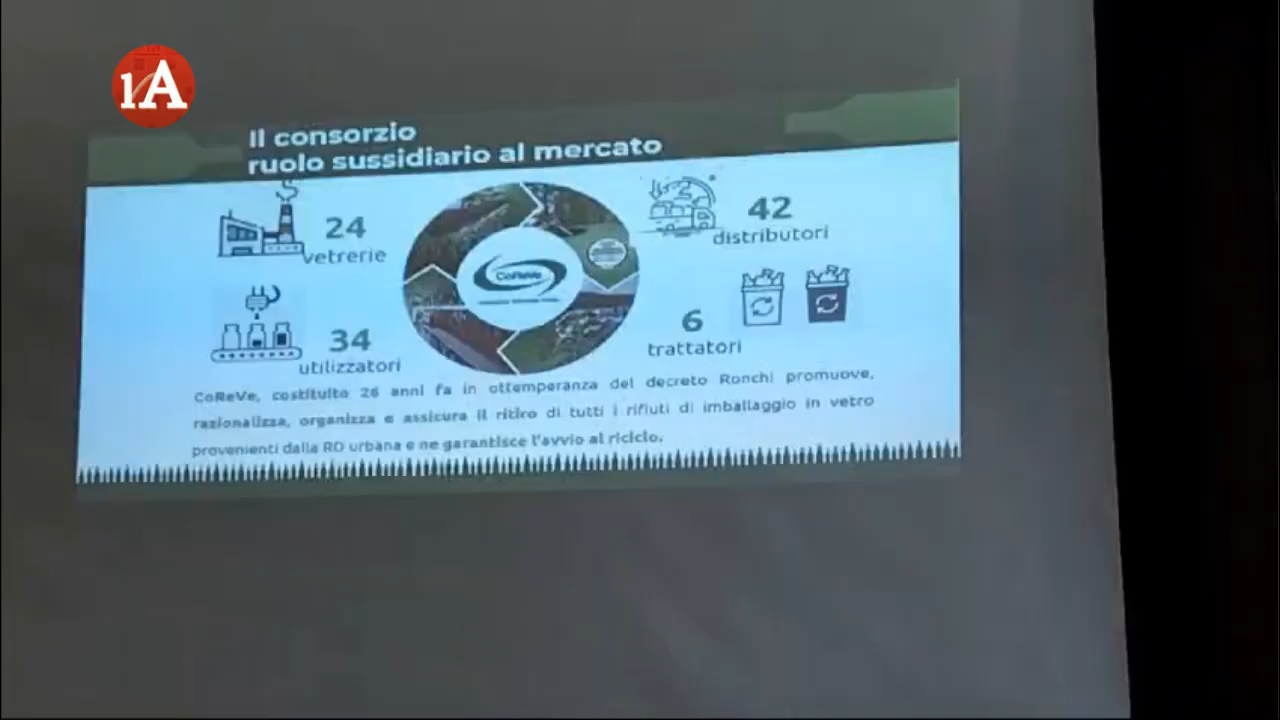 1A
Il consorzio
ruolo sussidiario al mercato
24
vetrerie
42
distributori
CoReVe
34
utilizzatori
6
trattatori
CoReVe, costituito 26 anni fa in ottemperanza del decreto Ronchi promuove,
razionalizza, organizza e assicura il ritiro di tutti i rifiuti di imballaggio in vetro
provenienti dalla RD urbana e ne garantisce l'avvio al riciclo.